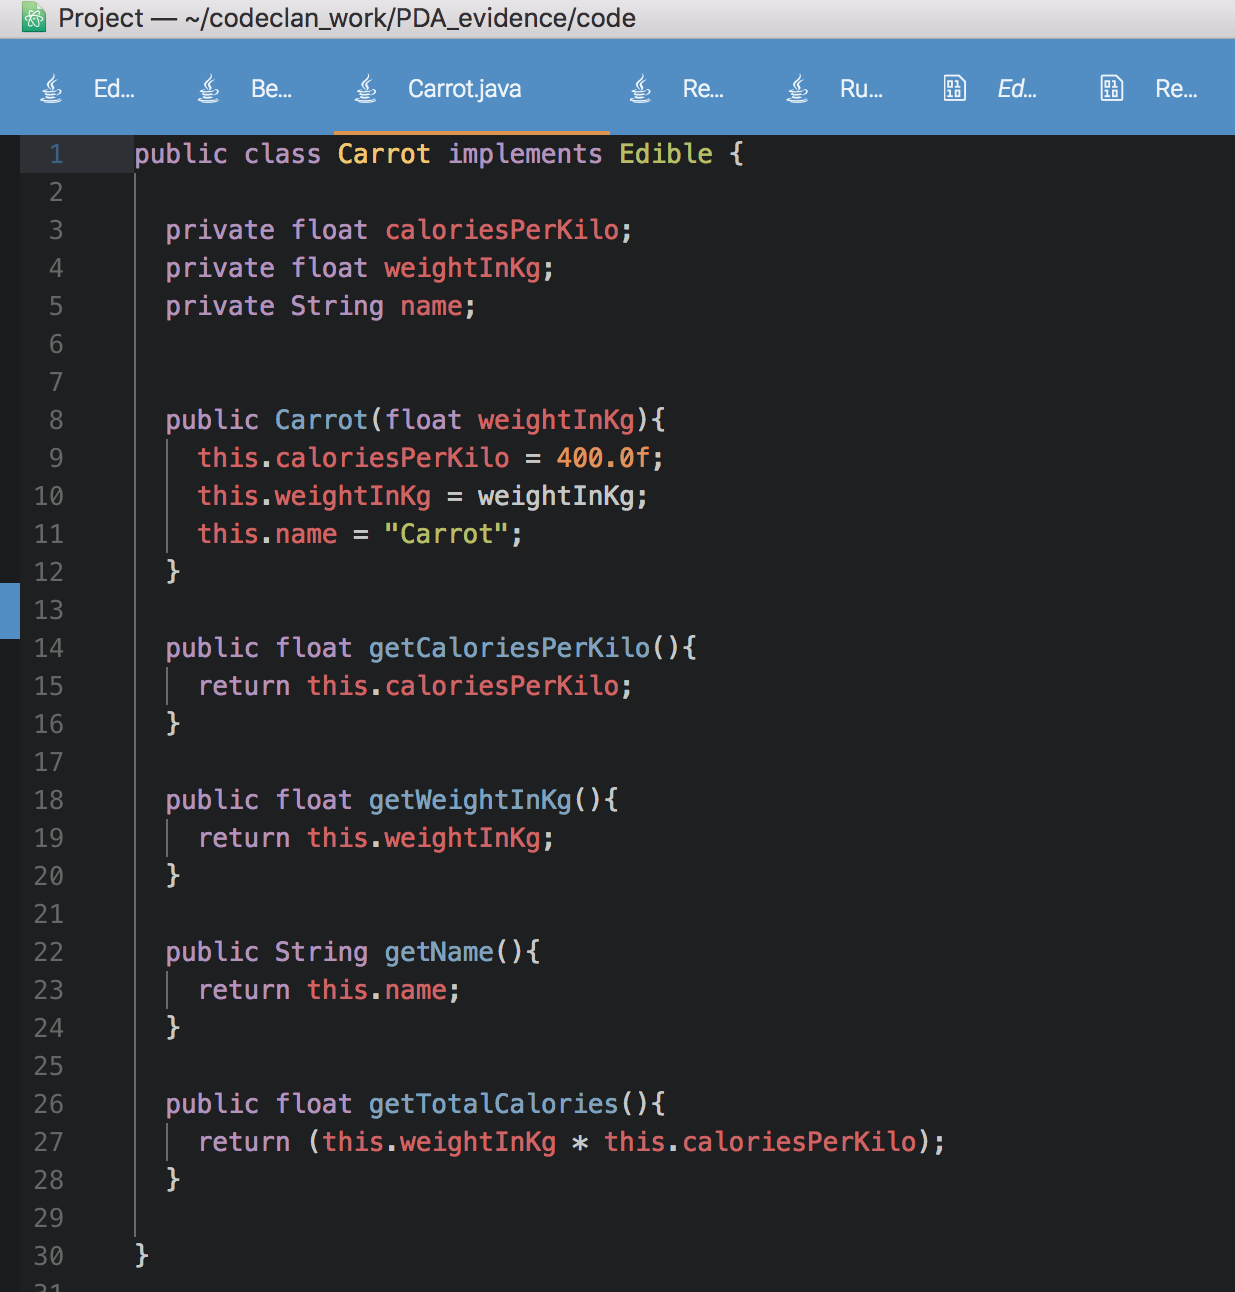 Project — ~/codeclan_work/PDA_evidence/code
Ed... Be... Carrot.java Re... Ru... Ed... Re...
1 public class Carrot implements Edible {
2
3 private float caloriesPerKilo;
4 private float weightInKg;
5 private String name;
6
7
8 public Carrot(float weightInKg){
9 this.caloriesPerKilo = 400.0f;
10 this.weightInKg = weightInKg;
11 this.name = "Carrot";
12 }
13
14 public float getCaloriesPerKilo(){
15 return this.caloriesPerKilo;
16 }
17
18 public float getWeightInKg(){
19 return this.weightInKg;
20 }
21
22 public String getName(){
23 return this.name;
24 }
25
26 public float getTotalCalories(){
27 return (this.weightInKg * this.caloriesPerKilo);
28 }
29
30 }
31